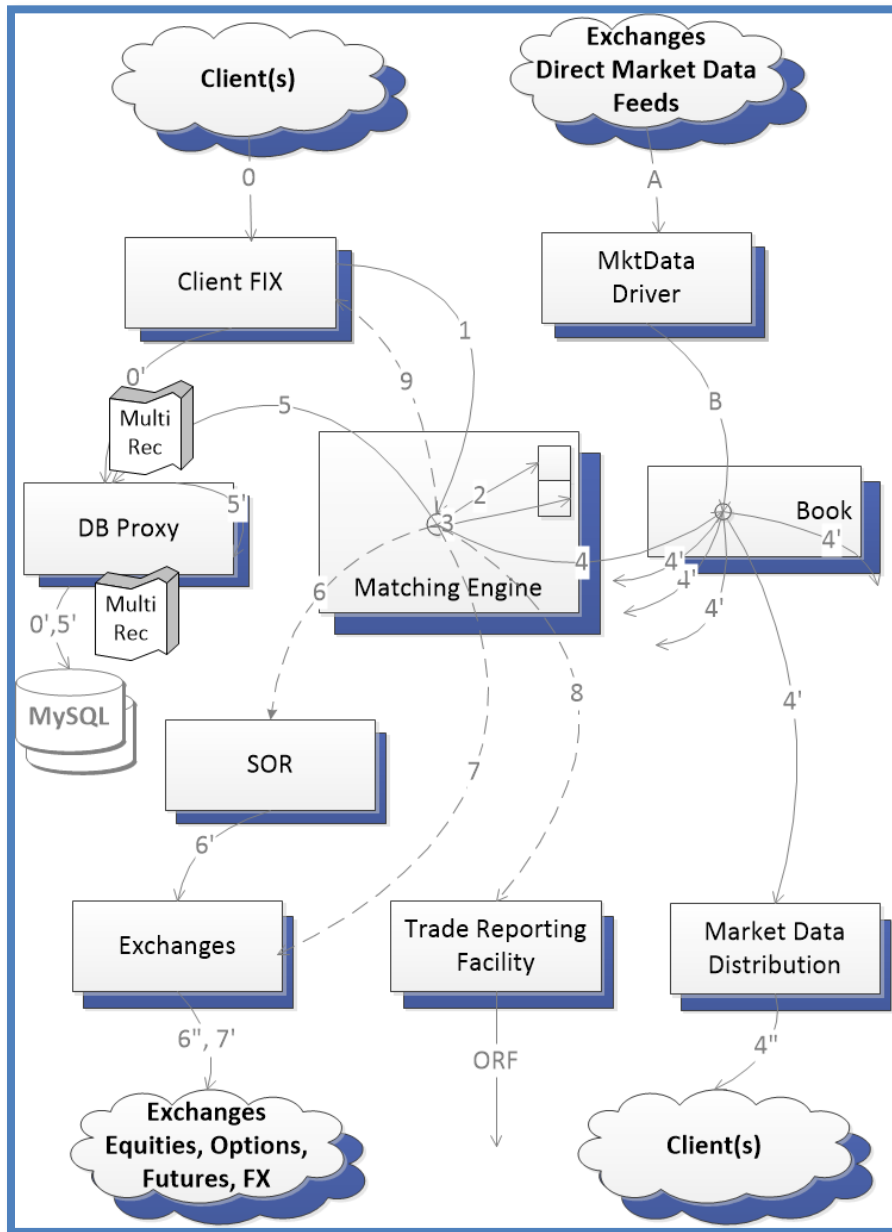 Client(s)
Exchanges
Direct Market Data
Feeds
0
A
Client FIX
MktData
Driver
1
0'
9
B
5
Multi
Rec
2
5'
DB Proxy
3
Book
4'
4
4'
4'
4'
Matching Engine
6
Multi
Rec
0',5'
8
4'
MySQL
SOR
7
6'
Exchanges
Trade Reporting
Facility
Market Data
Distribution
6", 7'
ORF
4"
Exchanges
Equities, Options,
Futures, FX
Client(s)